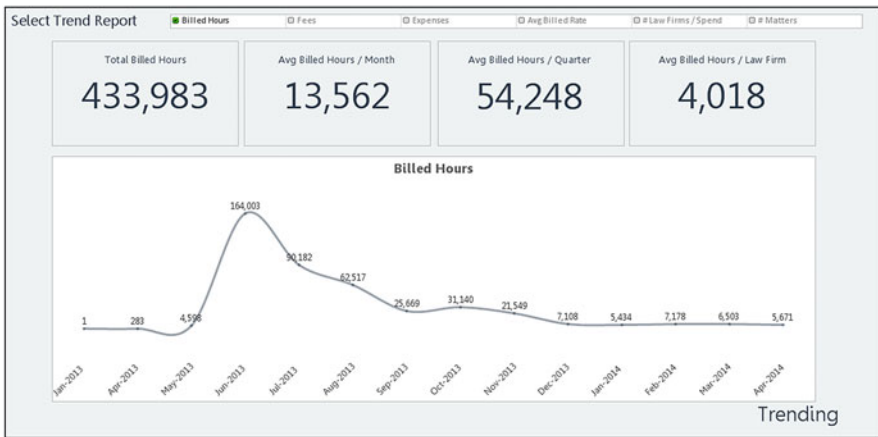 Select Trend Report Billed Hours Fees Expenses Avg Billed Rate # Law Firms / Spend # Matters
Total Billed Hours Avg Billed Hours / Month Avg Billed Hours / Quarter Avg Billed Hours / Law Firm
433,983 13,562 54,248 4,018
Billed Hours
164,003
90,182
62,517
25,669 31,140 21,549
1 283 4,598 7,108 5,434 7,178 6,503 5,671
Jan-2013 Apr-2013 May-2013 Jun-2013 Jul-2013 Aug-2013 Sep-2013 Oct-2013 Nov-2013 Dec-2013 Jan-2014 Feb-2014 Mar-2014 Apr-2014
Trending